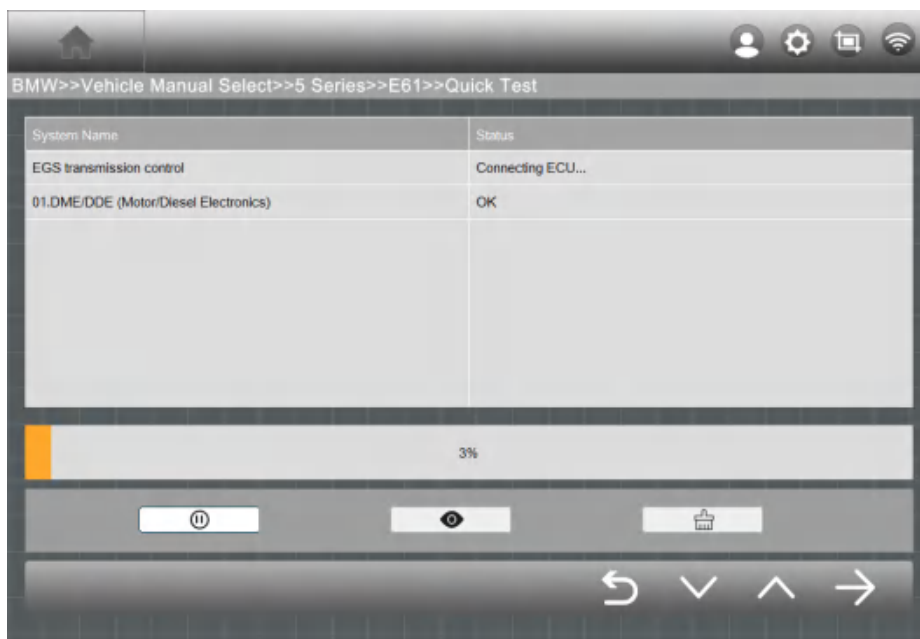 BMW>>Vehicle Manual Select>>5 Series>>E61>>Quick Test
System Name Status
EGS transmission control Connecting ECU...
01.DME/DDE (Motor/Diesel Electronics) OK
3%